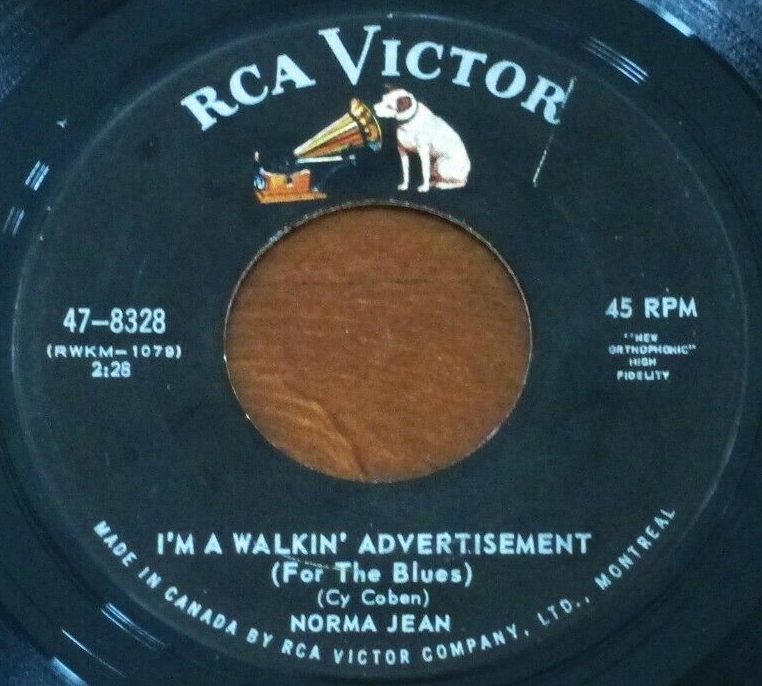 RCA VICTOR
47-8328
(RWKM-1079)
2:28
45 RPM
"NEW
ORTHOPHONIC"
HIGH
FIDELITY
I'M A WALKIN' ADVERTISEMENT
(For The Blues)
(Cy Coben)
NORMA JEAN
MADE IN CANADA BY RCA VICTOR COMPANY, LTD., MONTREAL